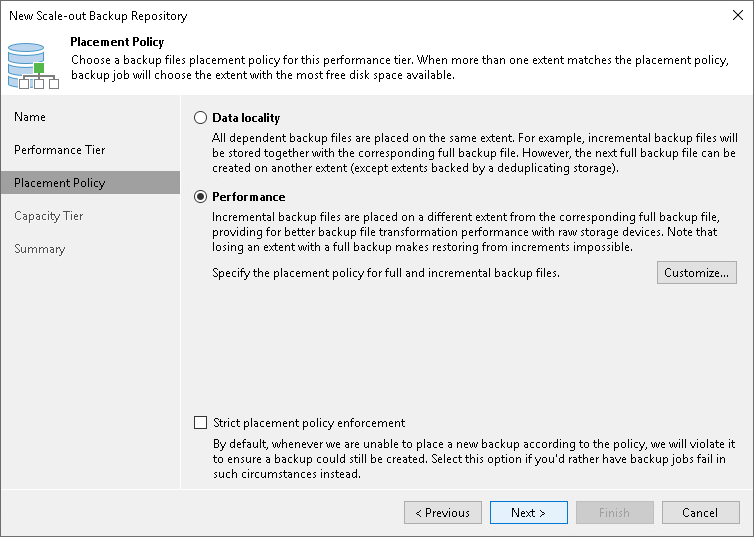 New Scale-out Backup Repository
Placement Policy
Choose a backup files placement policy for this performance tier. When more than one extent matches the placement policy,
backup job will choose the extent with the most free disk space available.
Name
Performance Tier
Placement Policy
Capacity Tier
Summary
Data locality
All dependent backup files are placed on the same extent. For example, incremental backup files will
be stored together with the corresponding full backup file. However, the next full backup file can be
created on another extent (except extents backed by a deduplicating storage).
Performance
Incremental backup files are placed on a different extent from the corresponding full backup file,
providing for better backup file transformation performance with raw storage devices. Note that
losing an extent with a full backup makes restoring from increments impossible.
Specify the placement policy for full and incremental backup files.
Customize...
Strict placement policy enforcement
By default, whenever we are unable to place a new backup according to the policy, we will violate it
to ensure a backup could still be created. Select this option if you'd rather have backup jobs fail in
such circumstances instead.
< Previous
Next >
Finish
Cancel